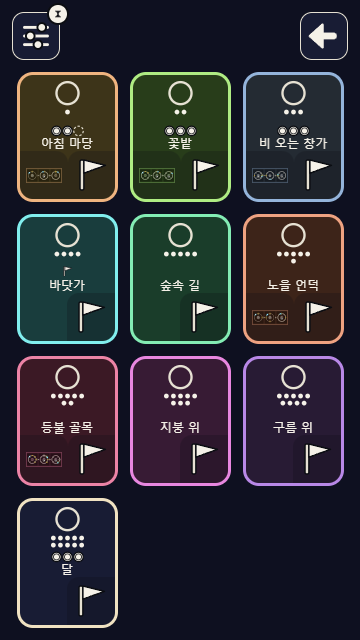 아침 마당
꽃밭
비 오는 창가
바닷가
숲속 길
노을 언덕
등불 골목
지붕 위
구름 위
달